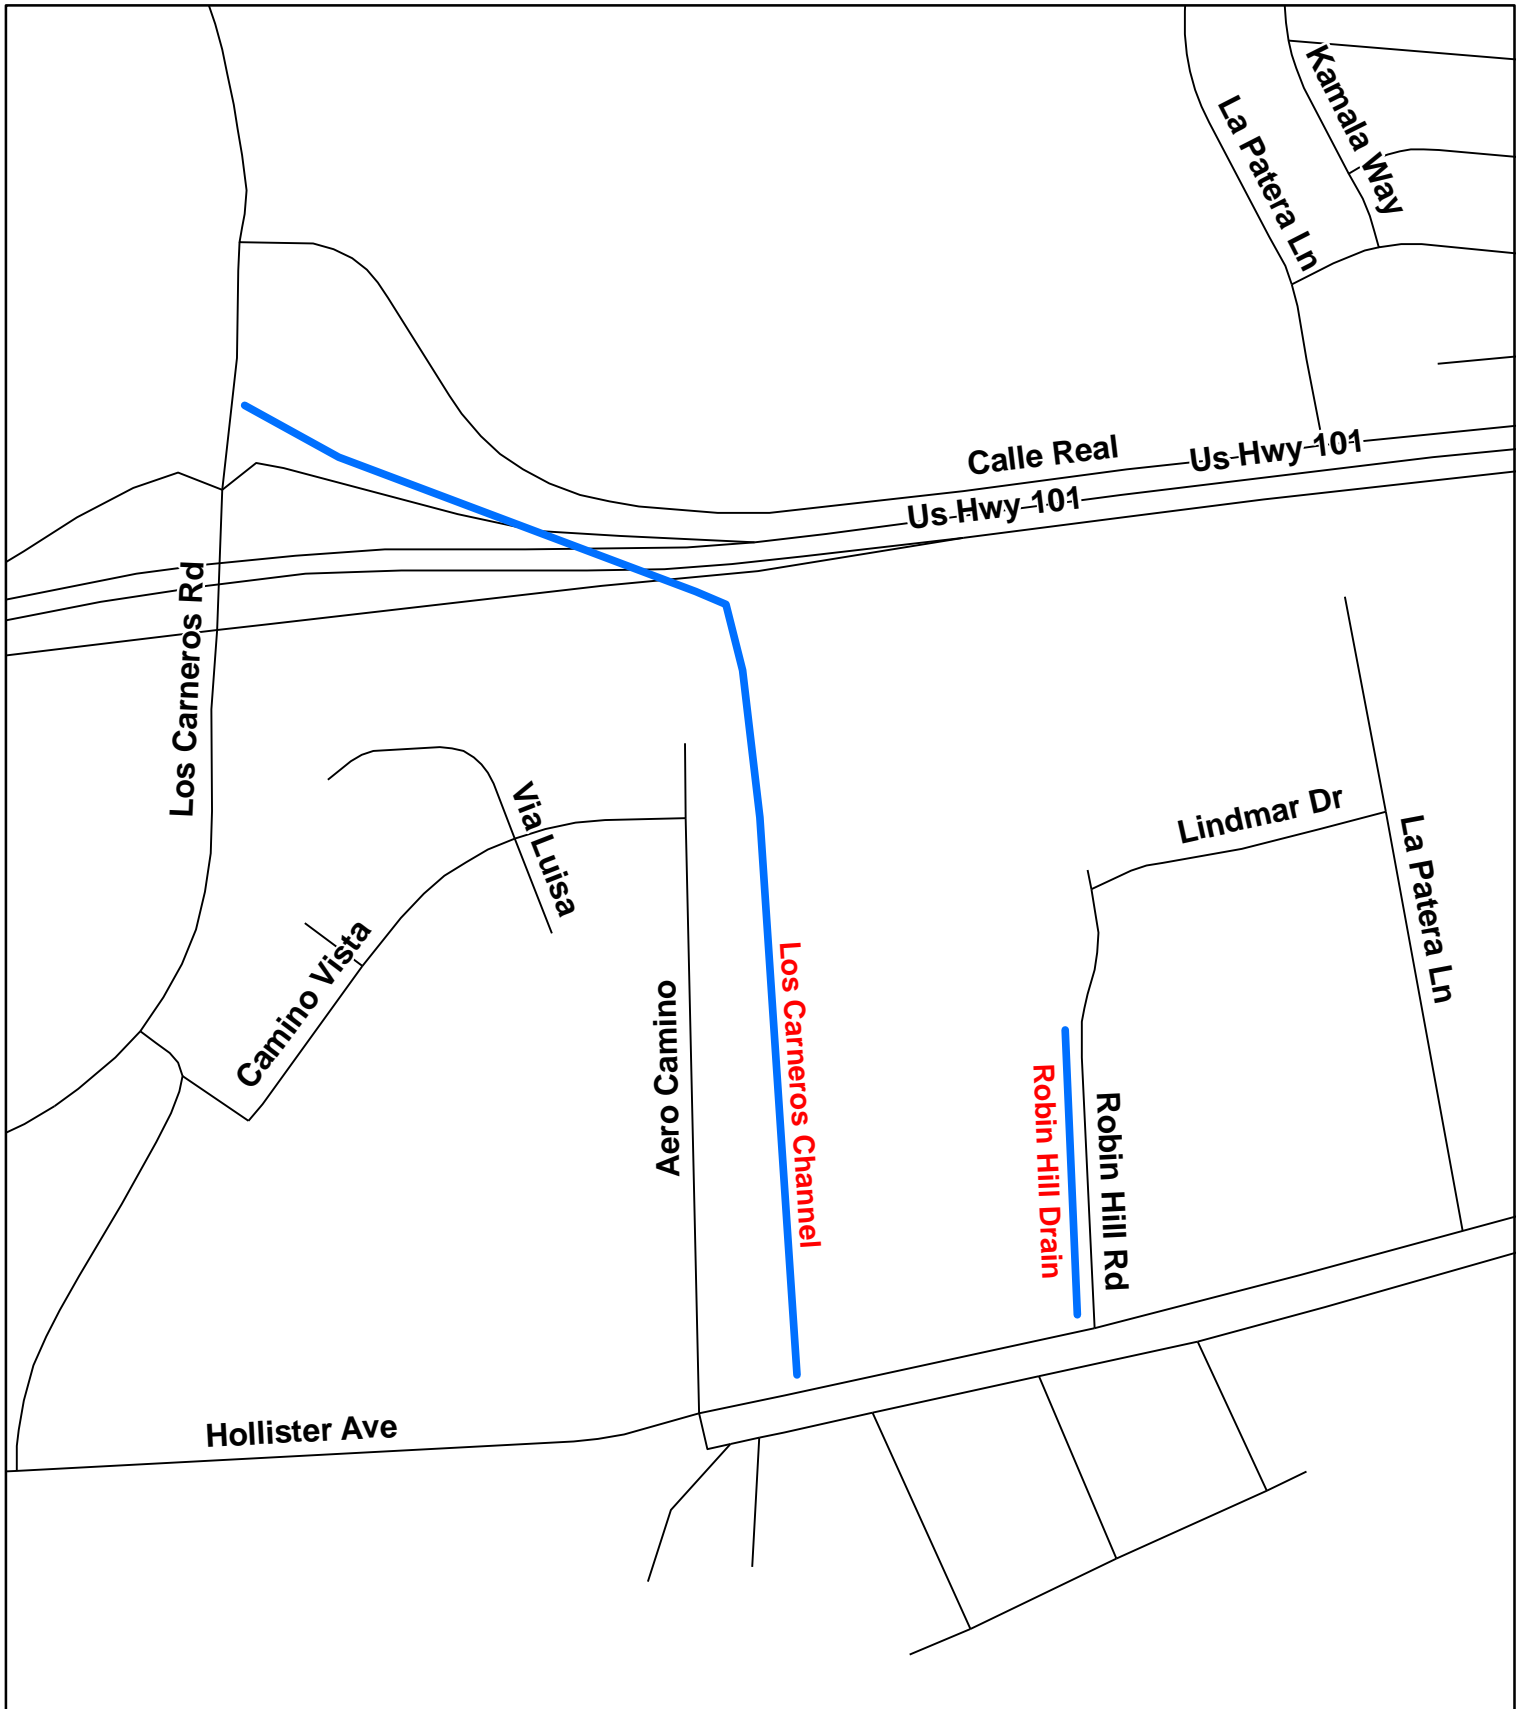 Kamala Way
La Patera Ln
Calle Real
Us Hwy 101
Us Hwy 101
Los Carneros Rd
Via Luisa
Lindmar Dr
La Patera Ln
Camino Vista
Aero Camino
Los Carneros Channel
Robin Hill Drain
Robin Hill Rd
Hollister Ave